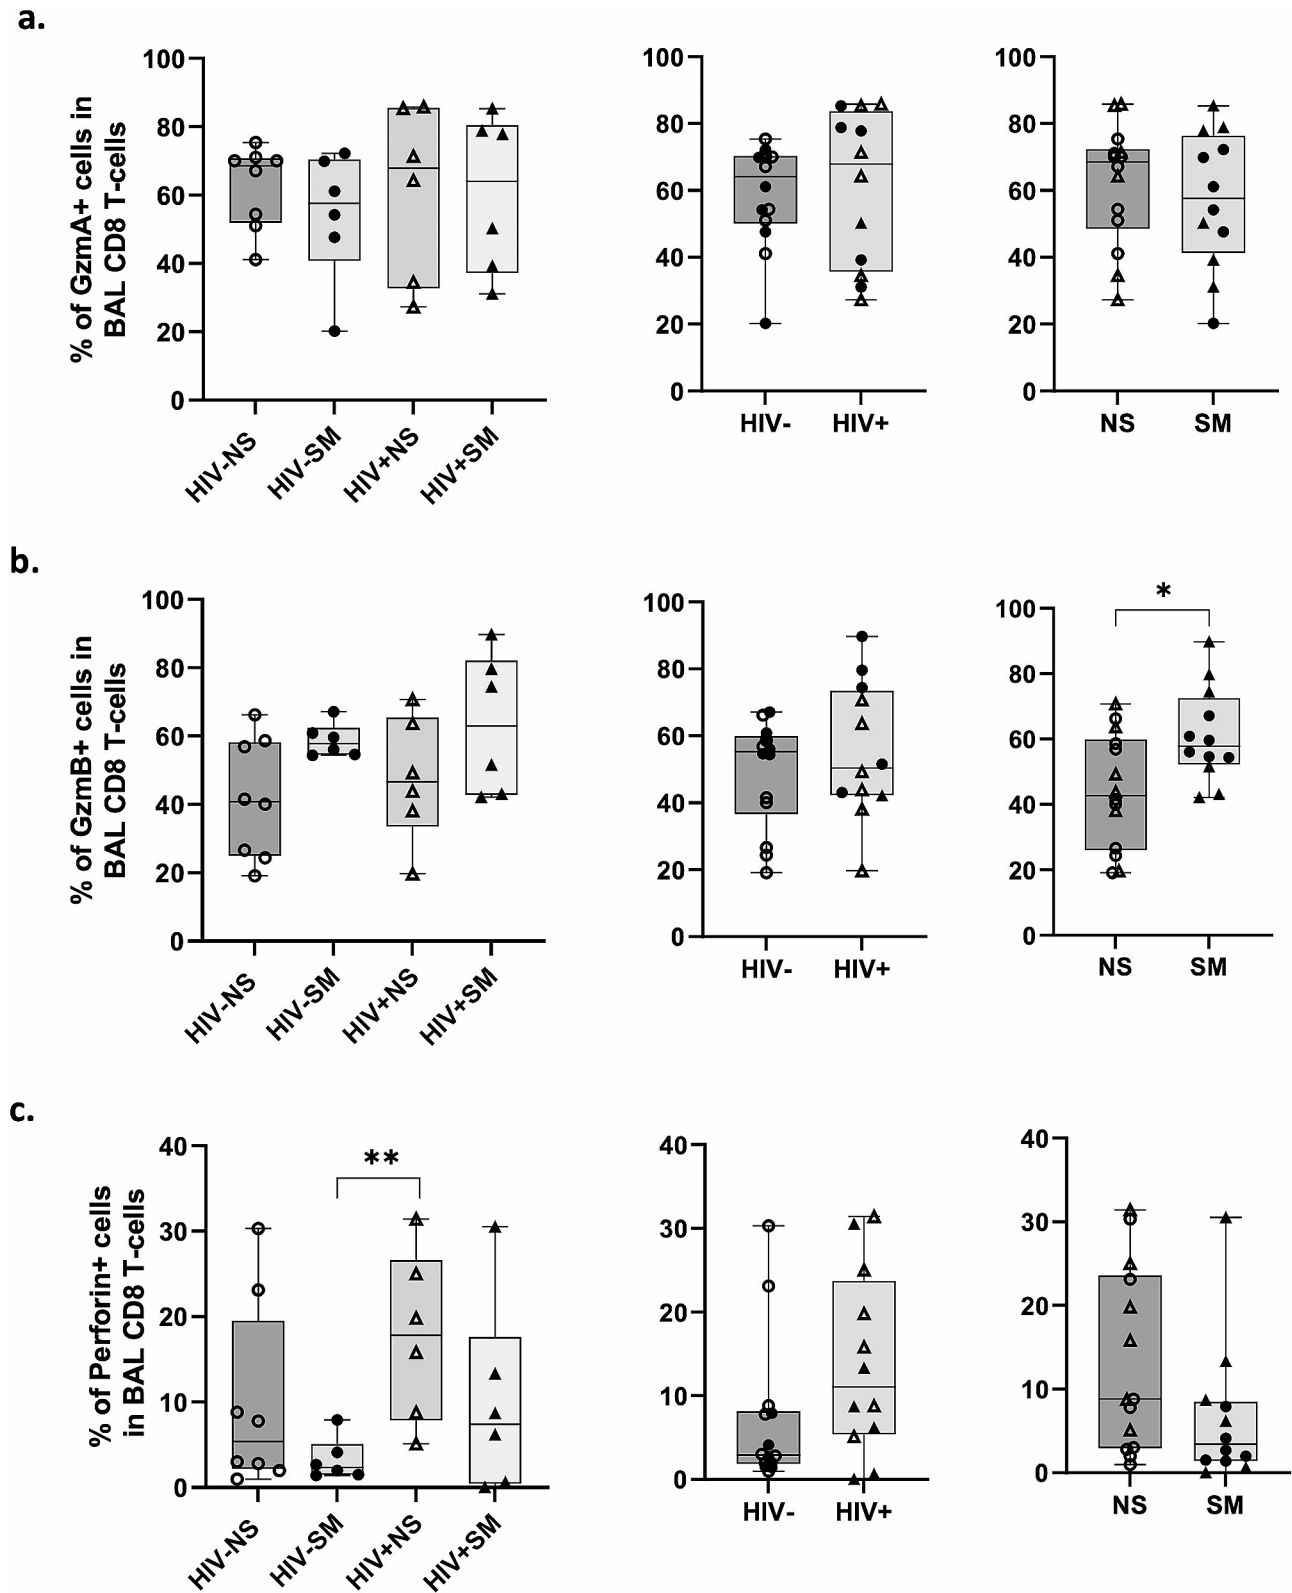 a.
% of GzmA+ cells in
BAL CD8 T-cells
100
80
60
40
20
0
HIV-NS
HIV-SM
HIV+NS
HIV+SM
100
80
60
40
20
0
HIV-
HIV+
100
80
60
40
20
0
NS
SM
b.
% of GzmB+ cells in
BAL CD8 T-cells
100
80
60
40
20
0
HIV-NS
HIV-SM
HIV+NS
HIV+SM
100
80
60
40
20
0
HIV-
HIV+
*
100
80
60
40
20
0
NS
SM
c.
% of Perforin+ cells
in BAL CD8 T-cells
**
40
30
20
10
0
HIV-NS
HIV-SM
HIV+NS
HIV+SM
40
30
20
10
0
HIV-
HIV+
40
30
20
10
0
NS
SM